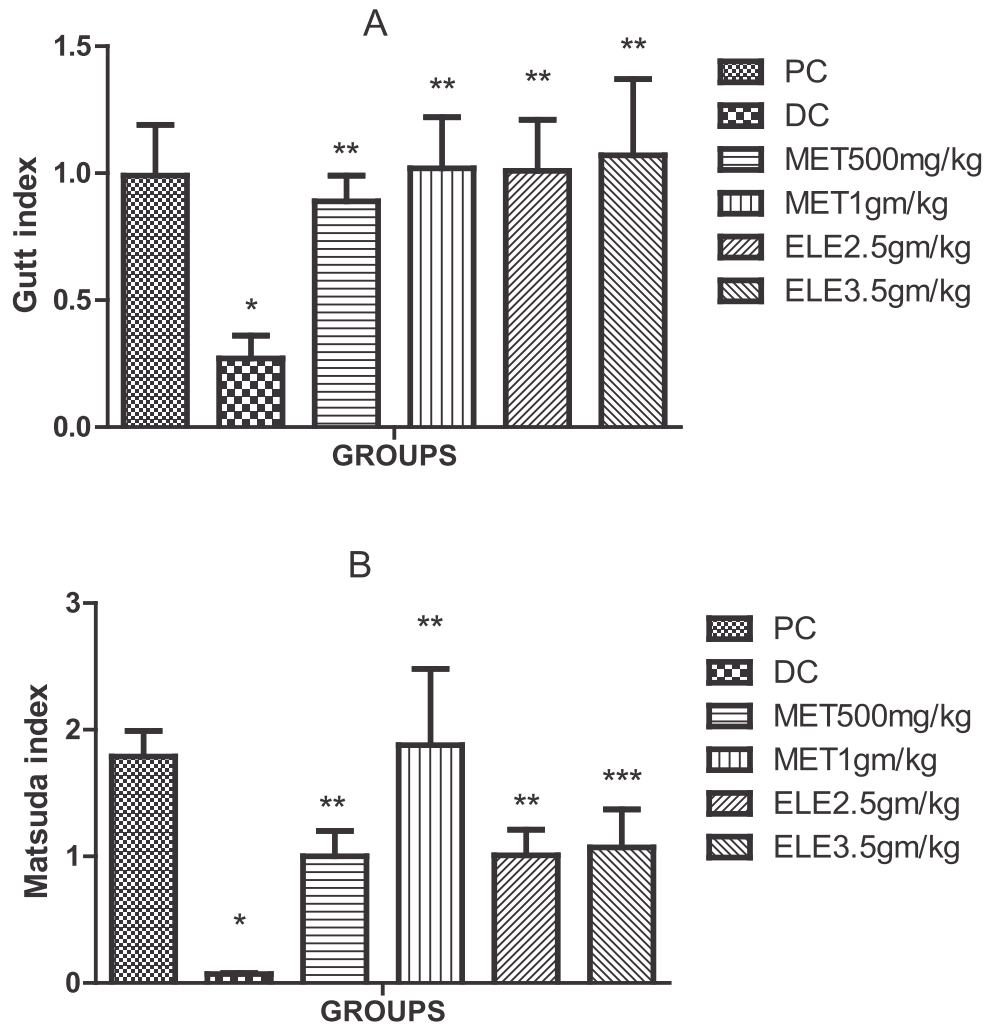 A
1.5
1.0
0.5
0.0
Gutt index
*
**
**
**
**
GROUPS
PC
DC
MET500mg/kg
MET1gm/kg
ELE2.5gm/kg
ELE3.5gm/kg
B
3
2
1
0
Matsuda index
*
**
**
**
***
GROUPS
PC
DC
MET500mg/kg
MET1gm/kg
ELE2.5gm/kg
ELE3.5gm/kg